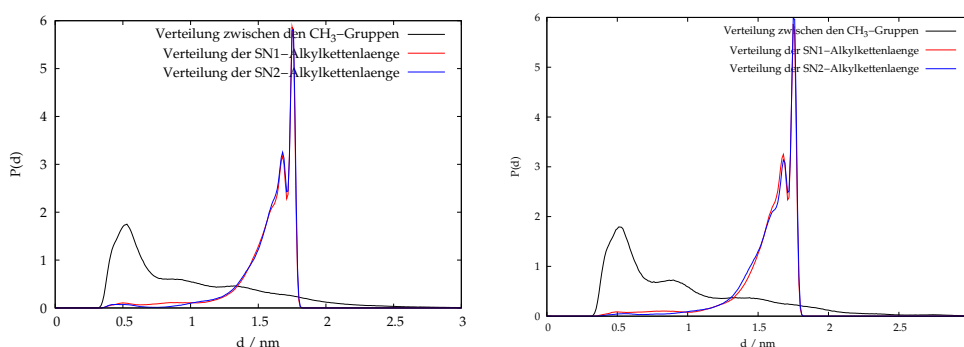 Verteilung zwischen den CH₃−Gruppen
Verteilung der SN1−Alkylkettenlaenge
Verteilung der SN2−Alkylkettenlaenge
6
5
4
3
2
1
0
P(d)
0
0.5
1
1.5
2
2.5
3
d / nm
Verteilung zwischen den CH₃−Gruppen
Verteilung der SN1−Alkylkettenlaenge
Verteilung der SN2−Alkylkettenlaenge
6
5
4
3
2
1
0
P(d)
0
0.5
1
1.5
2
2.5
d / nm